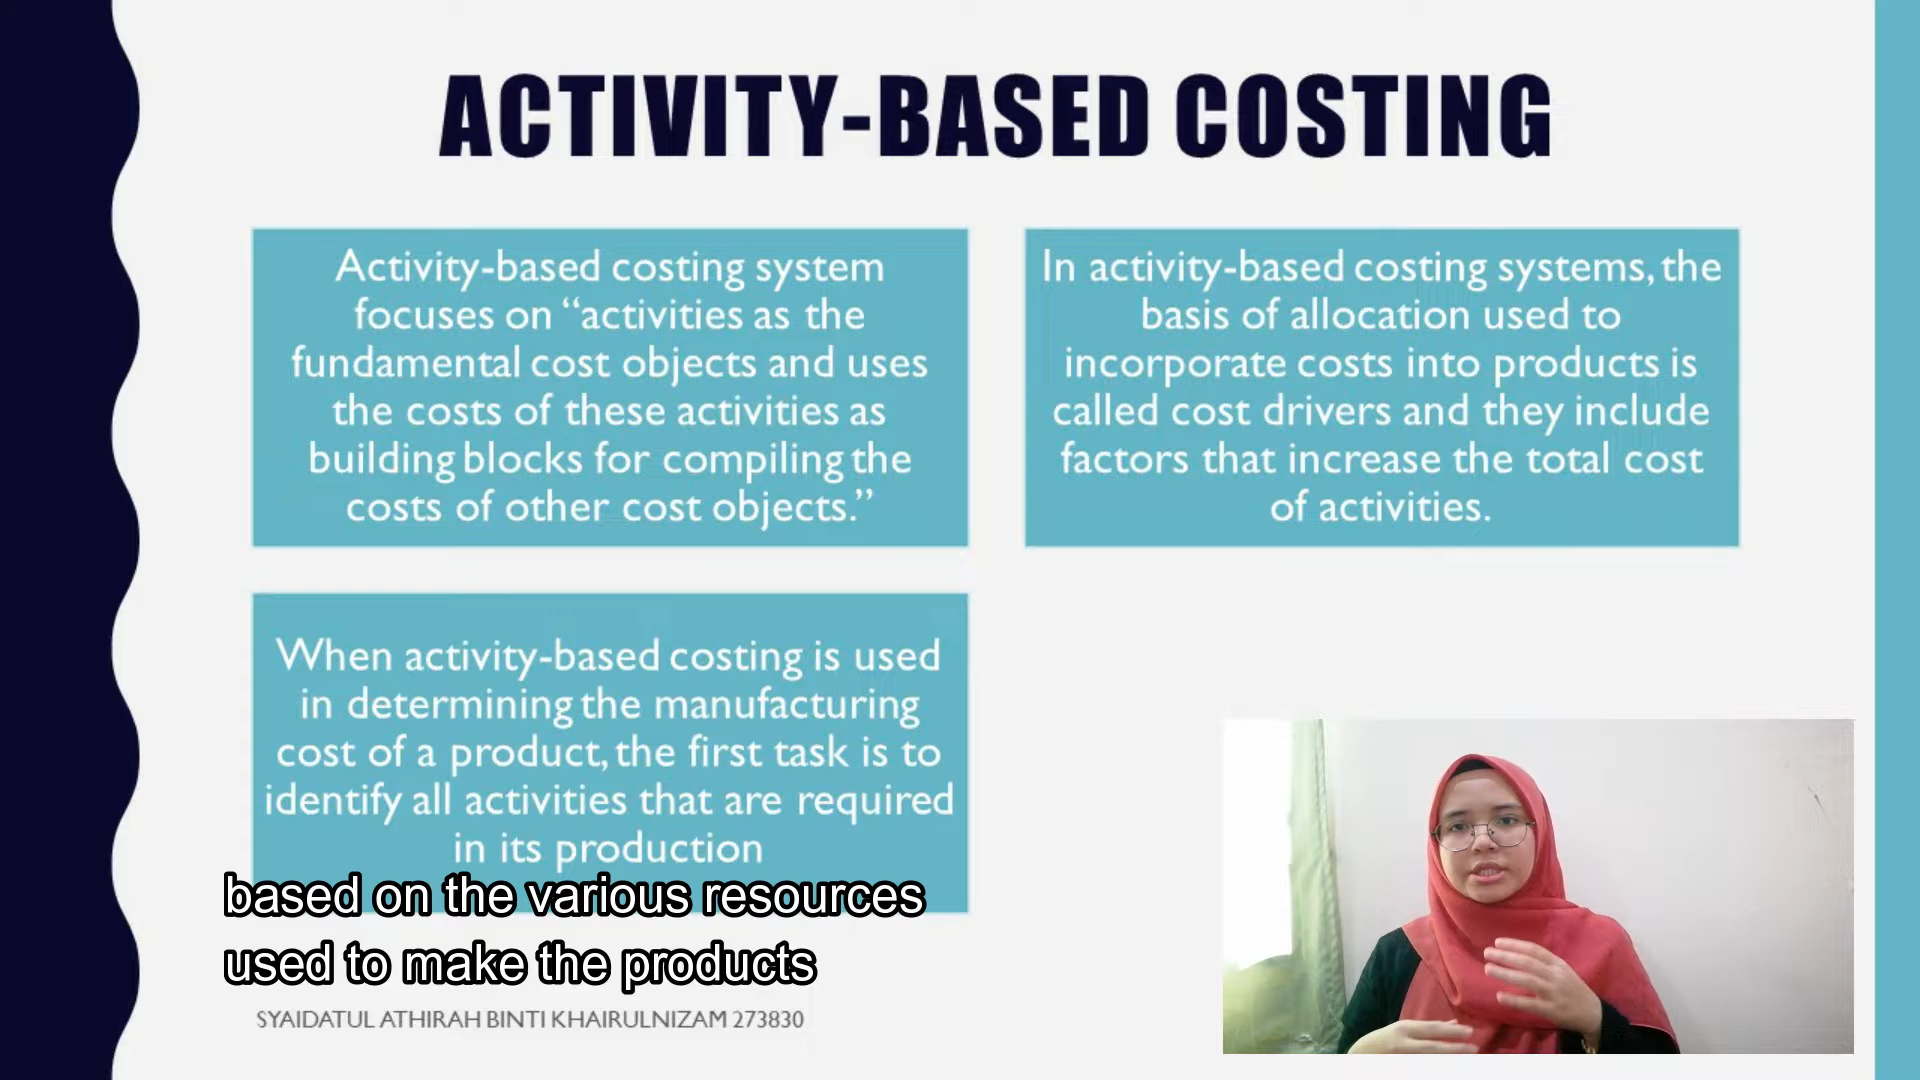 ACTIVITY-BASED COSTING
Activity-based costing system
focuses on “activities as the
fundamental cost objects and uses
the costs of these activities as
building blocks for compiling the
costs of other cost objects.”
In activity-based costing systems, the
basis of allocation used to
incorporate costs into products is
called cost drivers and they include
factors that increase the total cost
of activities.
When activity-based costing is used
in determining the manufacturing
cost of a product, the first task is to
identify all activities that are required
in its production
based on the various resources
used to make the products
SYAIDATUL ATHIRAH BINTI KHAIRULNIZAM 273830